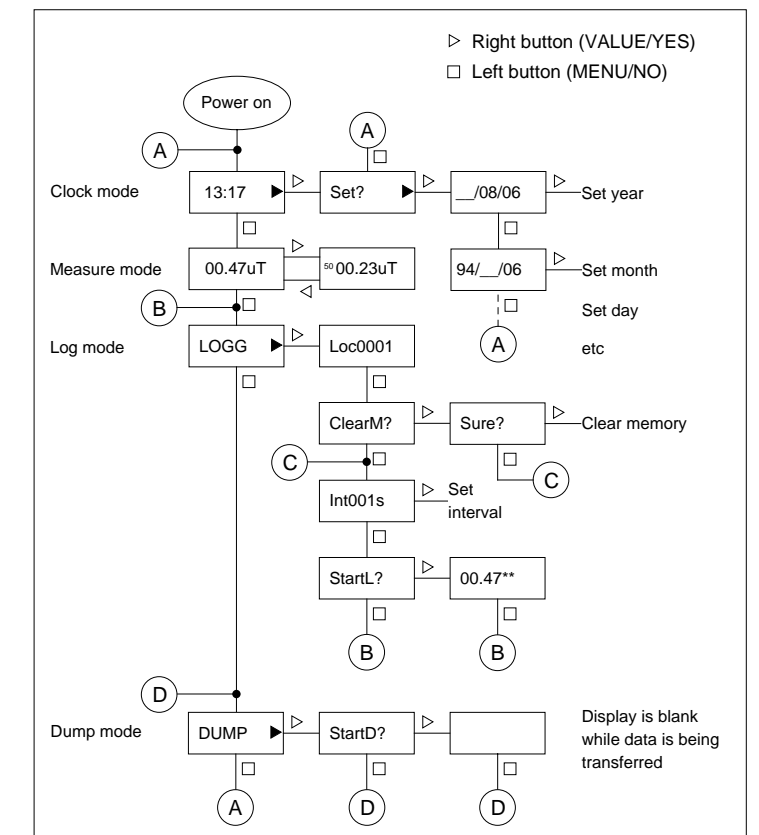 Right button (VALUE/YES)
Left button (MENU/NO)
Power on
A
A
Clock mode
13:17
Set?
__/08/06
Set year
Measure mode
00.47uT
50 00.23uT
94/__/06
Set month
B
Set day
Log mode
LOGG
Loc0001
A
etc
ClearM?
Sure?
Clear memory
C
C
Int001s
Set
interval
StartL?
00.47**
B
B
D
Dump mode
DUMP
StartD?
Display is blank
while data is being
transferred
A
D
D